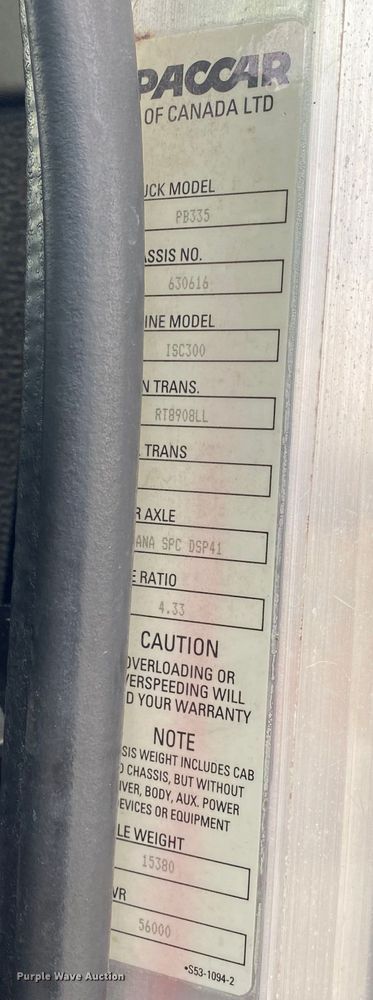 PACCAR
OF CANADA LTD
UCK MODEL
PB335
ASSIS NO.
630616
INE MODEL
ISC300
N TRANS.
RT8908LL
. TRANS
R AXLE
ANA SPC DSP41
E RATIO
4.33
CAUTION
OVERLOADING OR
VERSPEEDING WILL
D YOUR WARRANTY
NOTE
SIS WEIGHT INCLUDES CAB
D CHASSIS, BUT WITHOUT
IVER, BODY, AUX. POWER
EVICES OR EQUIPMENT
LE WEIGHT
15380
VR
56000
•S53-1094-2
Purple Wave Auction